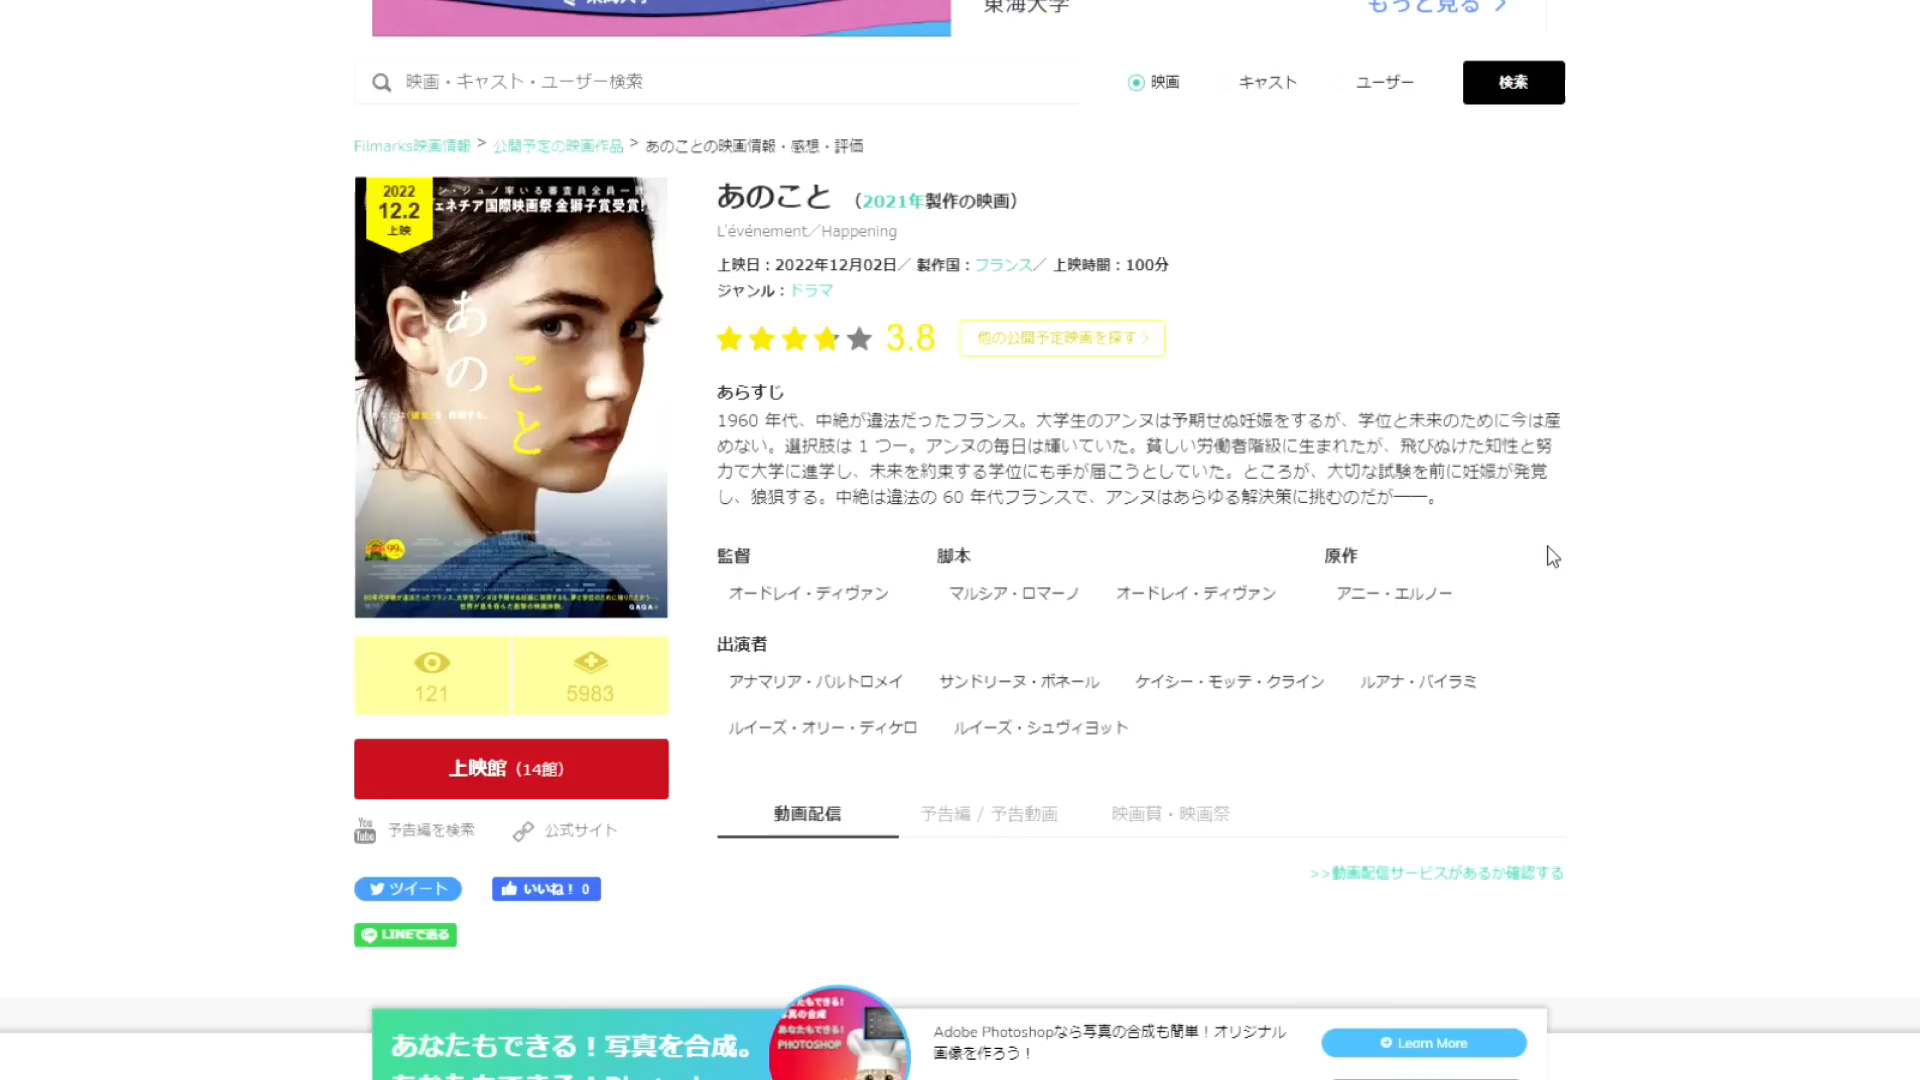 東海大学
もっと見る
映画・キャスト・ユーザー検索
映画
キャスト
ユーザー
検索
Filmarks映画情報 > 公開予定の映画作品 > あのことの映画情報・感想・評価
2022
12.2
上映
ン・ジュノ率いる審査員全員一致
ェネチア国際映画祭 金獅子賞受賞!
あの
こと
GAGA
あのこと (2021年製作の映画)
L'événement/Happening
上映日:2022年12月02日/ 製作国:フランス/ 上映時間:100分
ジャンル:ドラマ
3.8
他の公開予定映画を探す >
あらすじ
1960 年代、中絶が違法だったフランス。大学生のアンヌは予期せぬ妊娠をするが、学位と未来のために今は産
めない。選択肢は 1 つー。アンヌの毎日は輝いていた。貧しい労働者階級に生まれたが、飛びぬけた知性と努
力で大学に進学し、未来を約束する学位にも手が届こうとしていた。ところが、大切な試験を前に妊娠が発覚
し、狼狽する。中絶は違法の 60 年代フランスで、アンヌはあらゆる解決策に挑むのだが――。
監督
脚本
原作
オードレイ・ディヴァン
マルシア・ロマーノ
オードレイ・ディヴァン
アニー・エルノー
出演者
アナマリア・バルトロメイ
サンドリーヌ・ボネール
ケイシー・モッテ・クライン
ルアナ・バイラミ
ルイーズ・オリー・ディケロ
ルイーズ・シュヴィヨット
121
5983
上映館 (14館)
You Tube 予告編を検索
公式サイト
動画配信
予告編 / 予告動画
映画賞・映画祭
>>動画配信サービスがあるか確認する
ツイート
いいね! 0
LINEで送る
あなたもできる!写真を合成。
あなたもできる!
PHOTOSHOP
Adobe Photoshopなら写真の合成も簡単!オリジナル
画像を作ろう!
Learn More